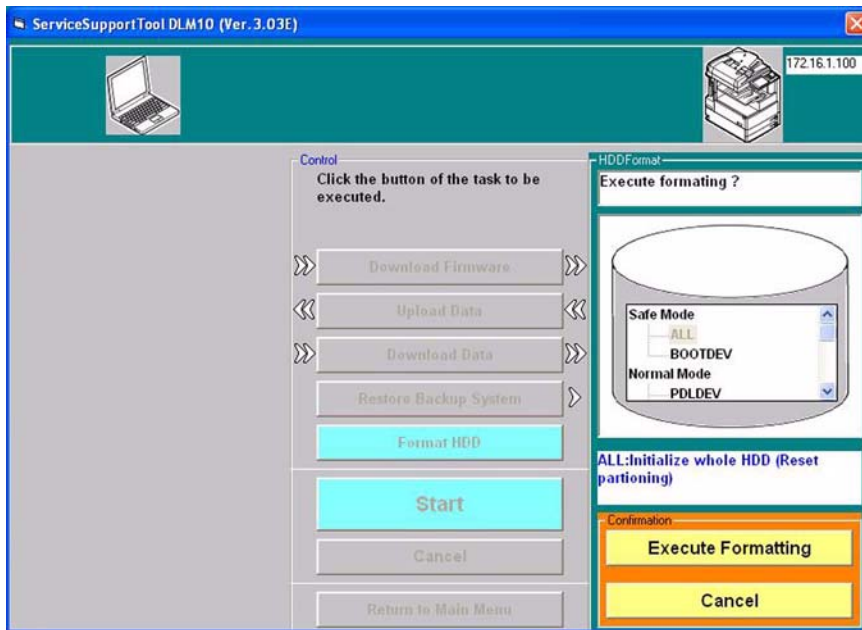 ServiceSupportTool DLM10 (Ver.3.03E)
172.16.1.100
Control
Click the button of the task to be
executed.
Download Firmware
Upload Data
Download Data
Restore Backup System
Format HDD
Start
Cancel
Return to Main Menu
HDDFormat
Execute formating ?
Safe Mode
ALL
BOOTDEV
Normal Mode
PDLDEV
ALL:Initialize whole HDD (Reset
partioning)
Confirmation
Execute Formatting
Cancel